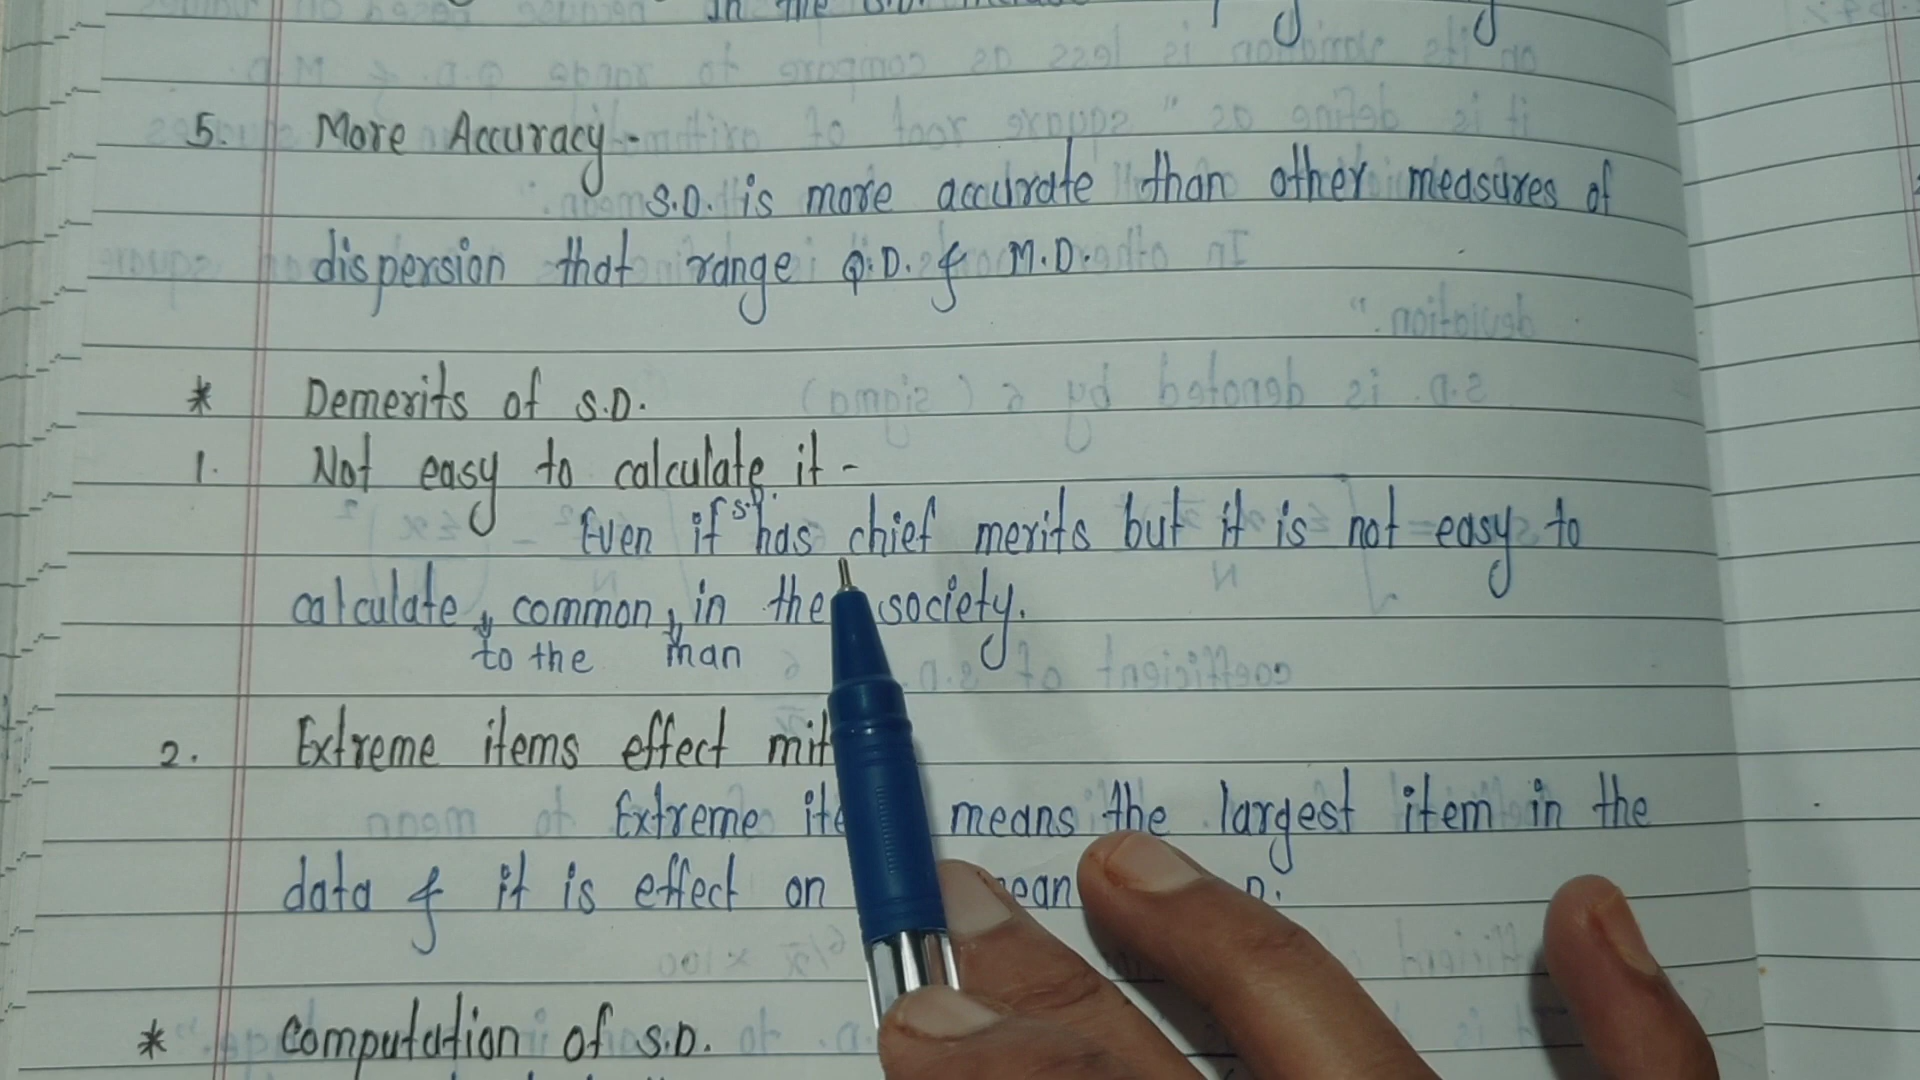 in the S.D.
5. More Accuracy -
S.D. is more accurate than other measures of
dispersion that range Q.D. & M.D.
* Demerits of S.D.
1. Not easy to calculate it -
Even if S.D. has chief merits but it is not easy to
calculate to the common man in the society.
2. Extreme items effect
Extreme means the largest item in the
data & it is effect on
* Computation of S.D.